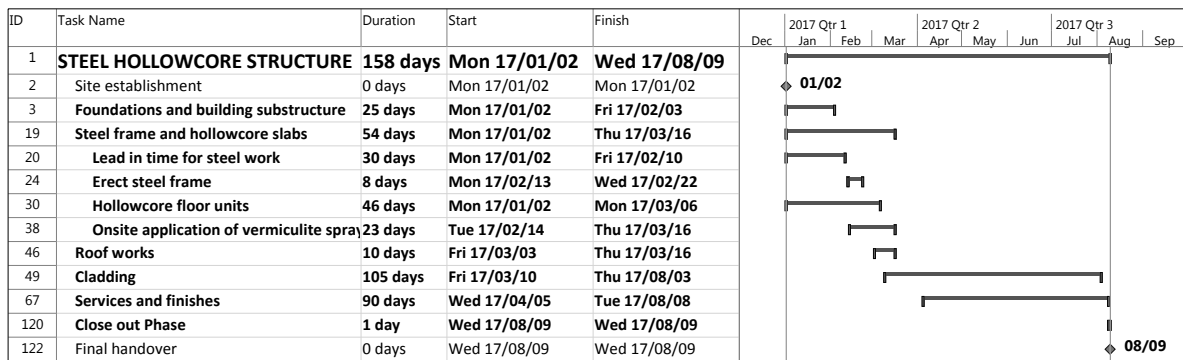 ID Task Name Duration Start Finish 2017 Qtr 1 2017 Qtr 2 2017 Qtr 3
Dec Jan Feb Mar Apr May Jun Jul Aug Sep
1 STEEL HOLLOWCORE STRUCTURE 158 days Mon 17/01/02 Wed 17/08/09
2 Site establishment 0 days Mon 17/01/02 Mon 17/01/02 01/02
3 Foundations and building substructure 25 days Mon 17/01/02 Fri 17/02/03
19 Steel frame and hollowcore slabs 54 days Mon 17/01/02 Thu 17/03/16
20 Lead in time for steel work 30 days Mon 17/01/02 Fri 17/02/10
24 Erect steel frame 8 days Mon 17/02/13 Wed 17/02/22
30 Hollowcore floor units 46 days Mon 17/01/02 Mon 17/03/06
38 Onsite application of vermiculite spray 23 days Tue 17/02/14 Thu 17/03/16
46 Roof works 10 days Fri 17/03/03 Thu 17/03/16
49 Cladding 105 days Fri 17/03/10 Thu 17/08/03
67 Services and finishes 90 days Wed 17/04/05 Tue 17/08/08
120 Close out Phase 1 day Wed 17/08/09 Wed 17/08/09
122 Final handover 0 days Wed 17/08/09 Wed 17/08/09 08/09